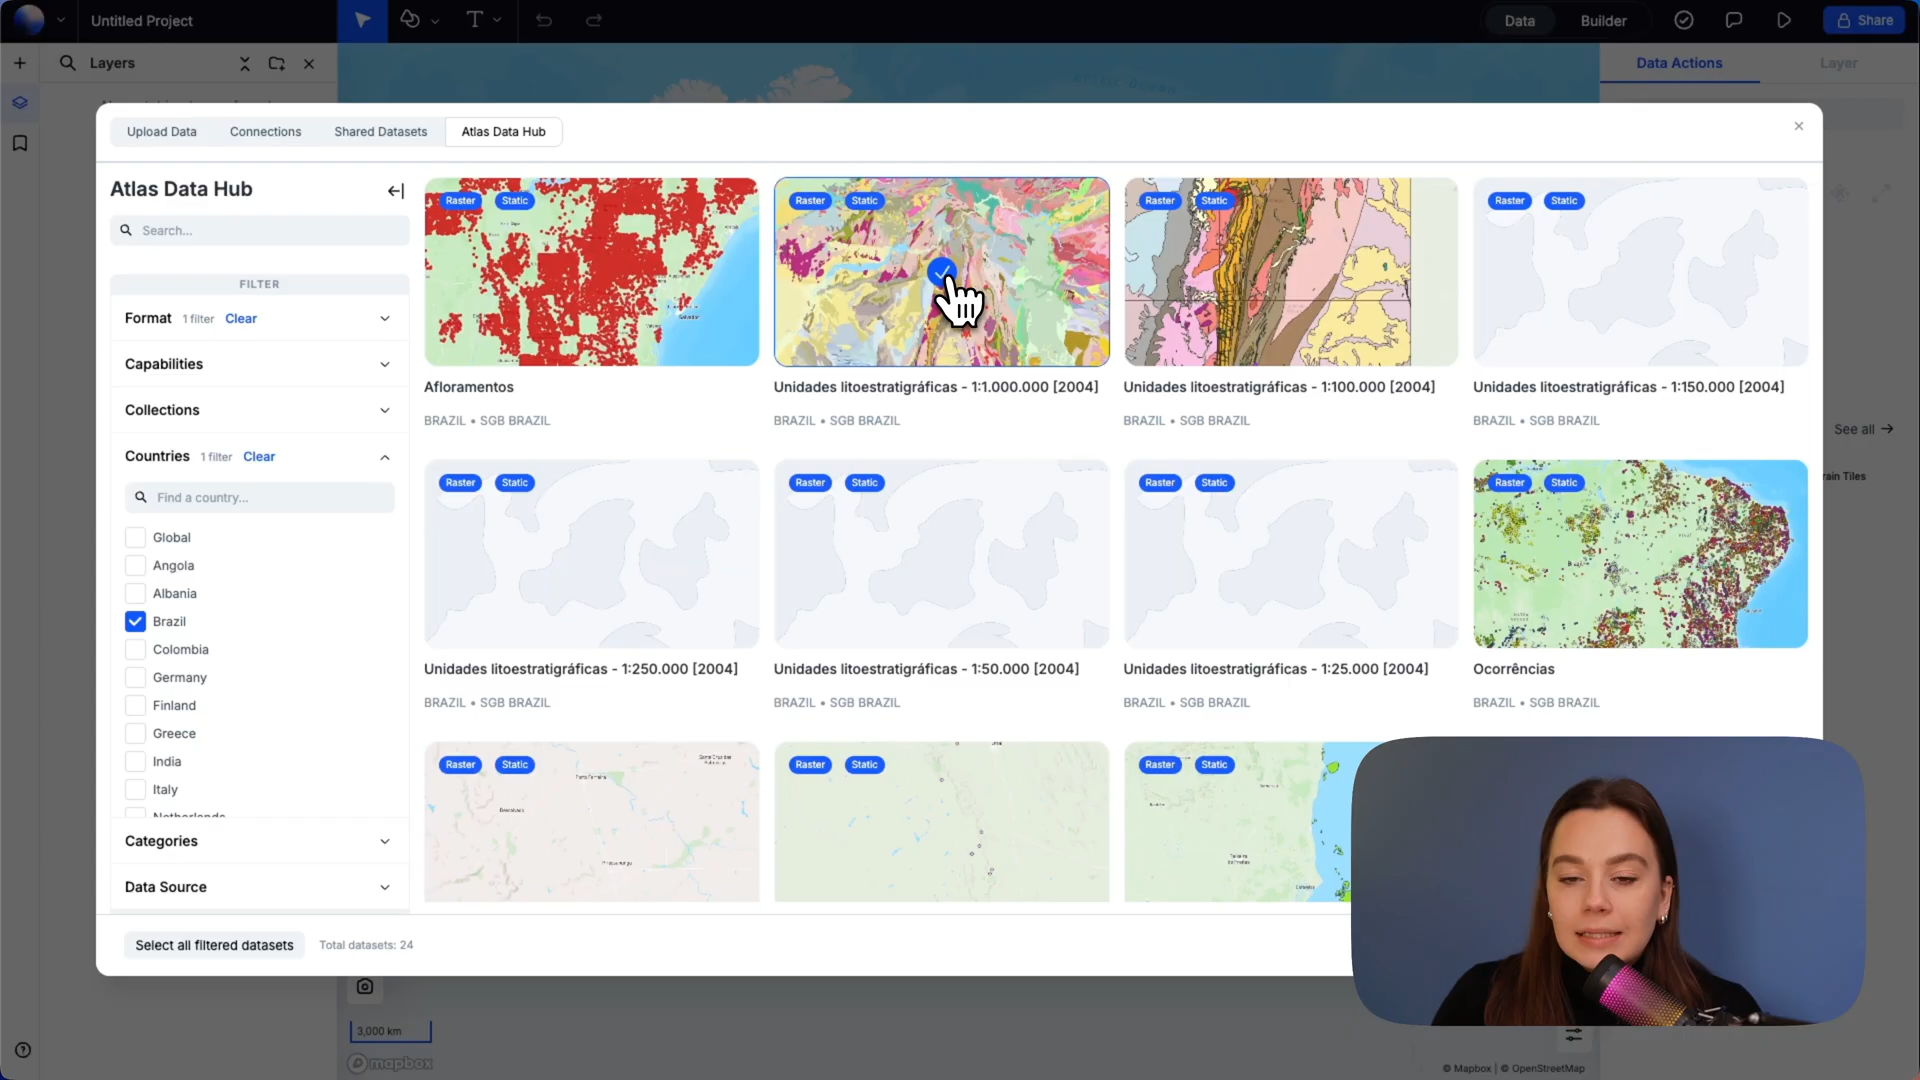 Untitled Project
Data
Builder
Share
Layers
Data Actions
Layer
Upload Data
Connections
Shared Datasets
Atlas Data Hub
Atlas Data Hub
Search...
FILTER
Format 1 filter Clear
Capabilities
Collections
Countries 1 filter Clear
Find a country...
Global
Angola
Albania
Brazil
Colombia
Germany
Finland
Greece
India
Italy
Netherlands
Categories
Data Source
Raster Static
Afloramentos
BRAZIL • SGB BRAZIL
Raster Static
Unidades litoestratigráficas - 1:1.000.000 [2004]
BRAZIL • SGB BRAZIL
Raster Static
Unidades litoestratigráficas - 1:100.000 [2004]
BRAZIL • SGB BRAZIL
Raster Static
Unidades litoestratigráficas - 1:150.000 [2004]
BRAZIL • SGB BRAZIL
Raster Static
Unidades litoestratigráficas - 1:250.000 [2004]
BRAZIL • SGB BRAZIL
Raster Static
Unidades litoestratigráficas - 1:50.000 [2004]
BRAZIL • SGB BRAZIL
Raster Static
Unidades litoestratigráficas - 1:25.000 [2004]
BRAZIL • SGB BRAZIL
Raster Static
Ocorrências
BRAZIL • SGB BRAZIL
Raster Static
Raster Static
Raster Static
See all
rain Tiles
Select all filtered datasets
Total datasets: 24
3,000 km
mapbox
© Mapbox | © OpenStreetMap